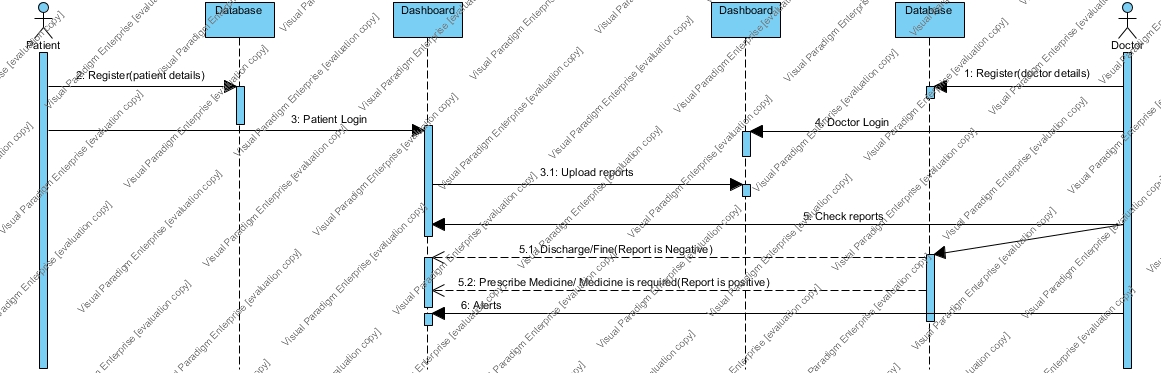 Database
Dashboard
Dashboard
Database
Patient
Doctor
2: Register(patient details)
1: Register(doctor details)
3: Patient Login
4: Doctor Login
3.1: Upload reports
5: Check reports
5.1: Discharge/Fine(Report is Negative)
5.2: Prescribe Medicine/ Medicine is required(Report is positive)
6: Alerts
Visual Paradigm Enterprise [evaluation copy]